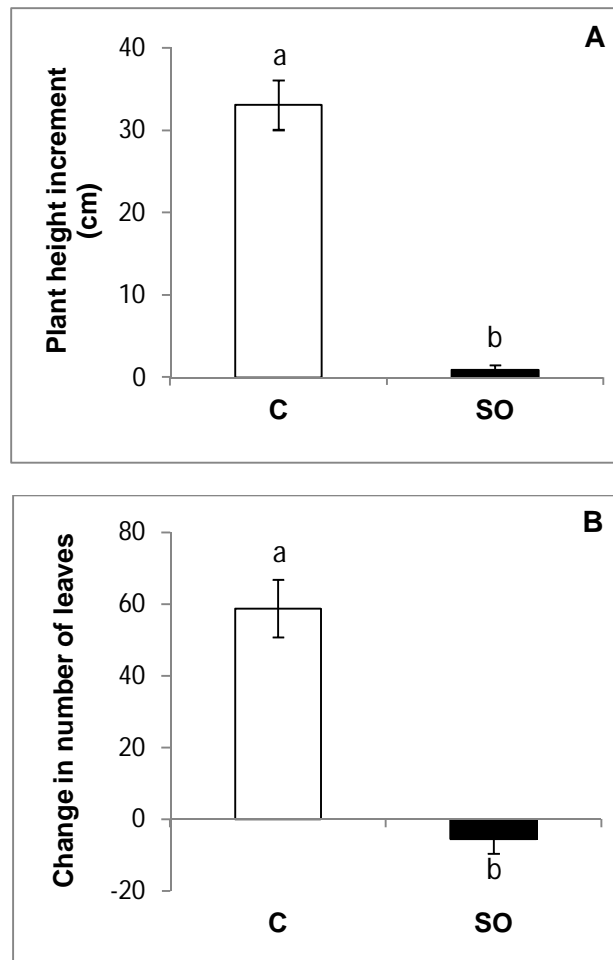 A
Plant height increment
(cm)
40
30
20
10
0
a
b
C SO
B
Change in number of leaves
80
60
40
20
0
-20
a
b
C SO